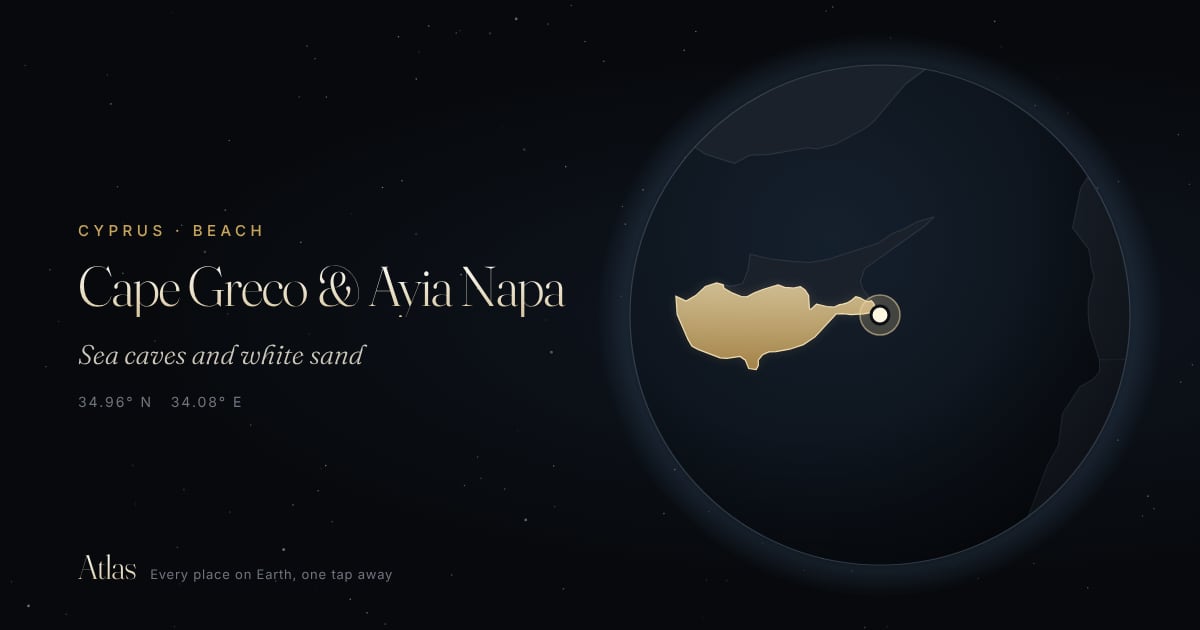 CYPRUS · BEACH
Cape Greco & Ayia Napa
Sea caves and white sand
34.96° N 34.08° E
Atlas Every place on Earth, one tap away